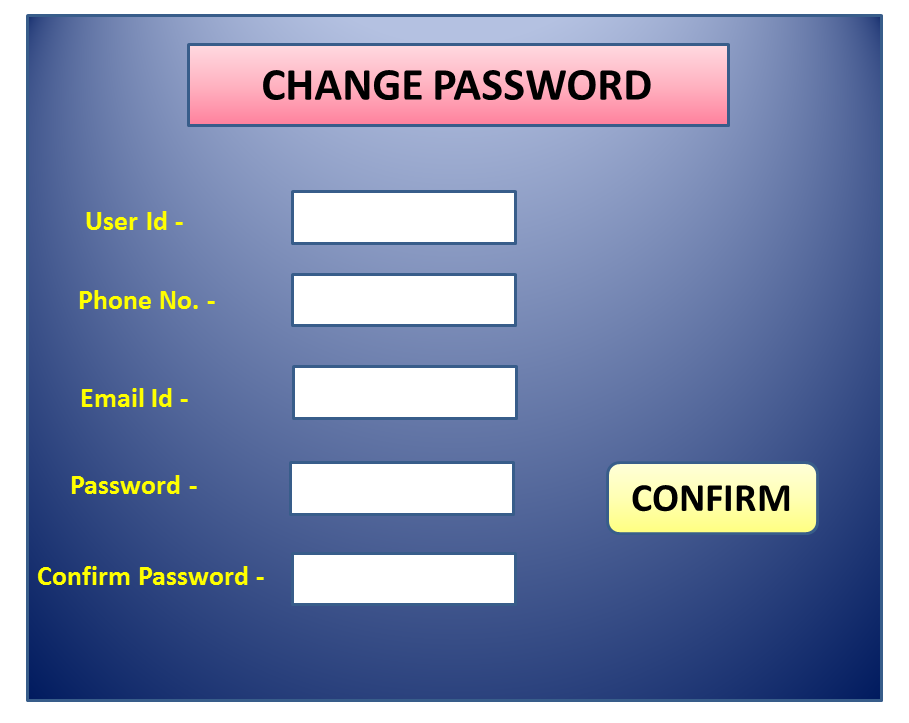 CHANGE PASSWORD
User Id -
Phone No. -
Email Id -
Password -
CONFIRM
Confirm Password -